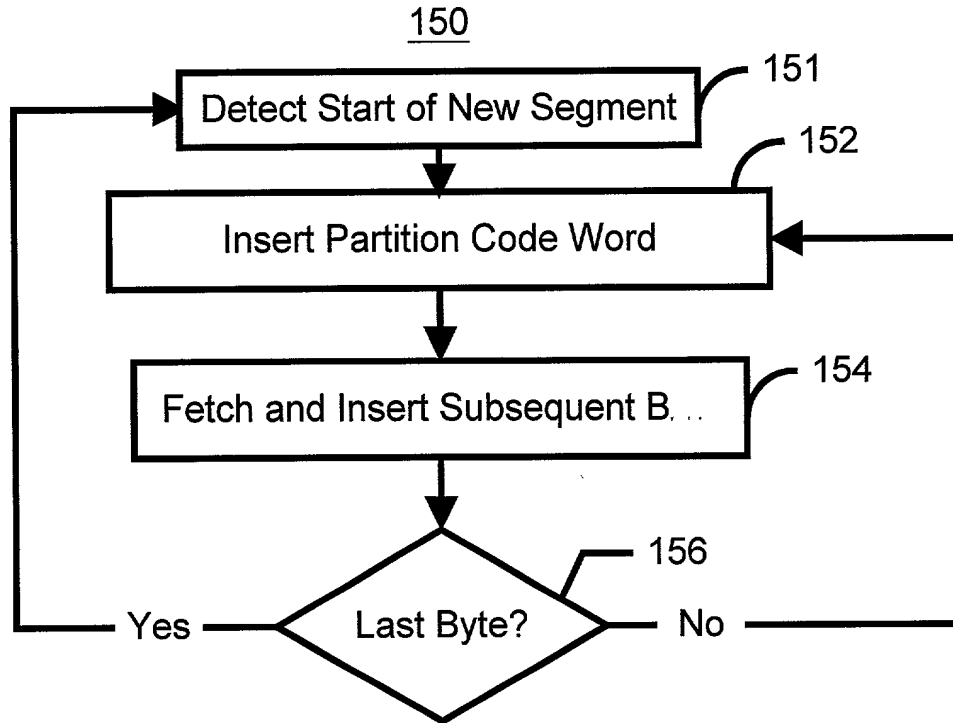 150
151
Detect Start of New Segment
152
Insert Partition Code Word
154
Fetch and Insert Subsequent B...
156
Last Byte?
Yes
No